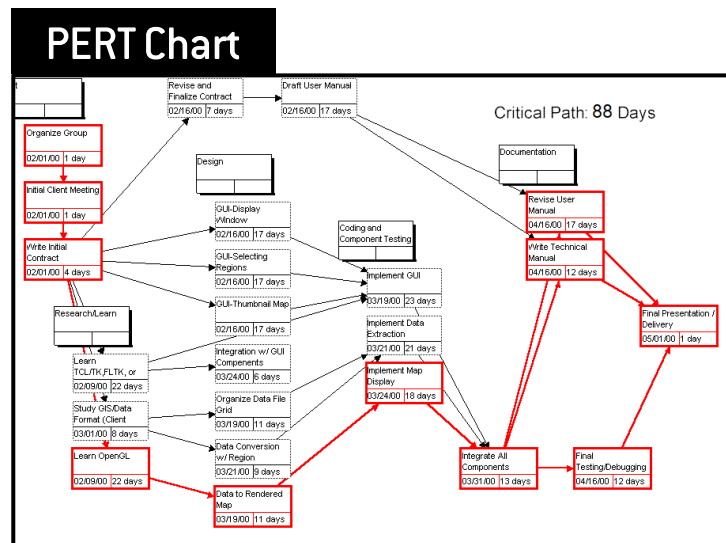 PERT Chart
t
Critical Path: 88 Days
Revise and
Finalize Contract
02/16/00 7 days
Draft User Manual
02/16/00 17 days
Organize Group
02/01/00 1 day
Initial Client Meeting
02/01/00 1 day
Write Initial
Contract
02/01/00 4 days
Design
GUI-Display
Window
02/16/00 17 days
GUI-Selecting
Regions
02/16/00 17 days
GUI-Thumbnail Map
02/16/00 17 days
Integration w/ GUI
Compenents
03/24/00 6 days
Organize Data File
Grid
03/19/00 11 days
Data Conversion
w/ Region
03/21/00 9 days
Data to Rendered
Map
03/19/00 11 days
Research/Learn
Learn
TCL/TK,FLTK, or
02/09/00 22 days
Study GIS/Data
Format (Client
03/01/00 8 days
Learn OpenGL
02/09/00 22 days
Coding and
Component Testing
Implement GUI
03/19/00 23 days
Implement Data
Extraction
03/21/00 21 days
Implement Map
Display
03/24/00 18 days
Integrate All
Components
03/31/00 13 days
Documentation
Revise User
Manual
04/16/00 17 days
Write Technical
Manual
04/16/00 12 days
Final
Testing/Debugging
04/16/00 12 days
Final Presentation /
Delivery
05/01/00 1 day